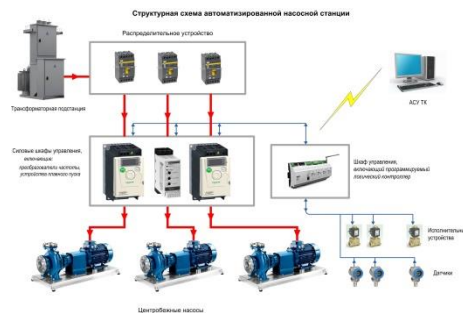 Структурная схема автоматизированной насосной станции
Распределительное устройство
Трансформаторная подстанция
АСУ ТК
Силовые шкафы управления,
включающие
преобразователи частоты,
устройства плавного пуска
Шкаф управления,
включающий программируемый
логический контроллер
Исполнительные
устройства
Датчики
Центробежные насосы